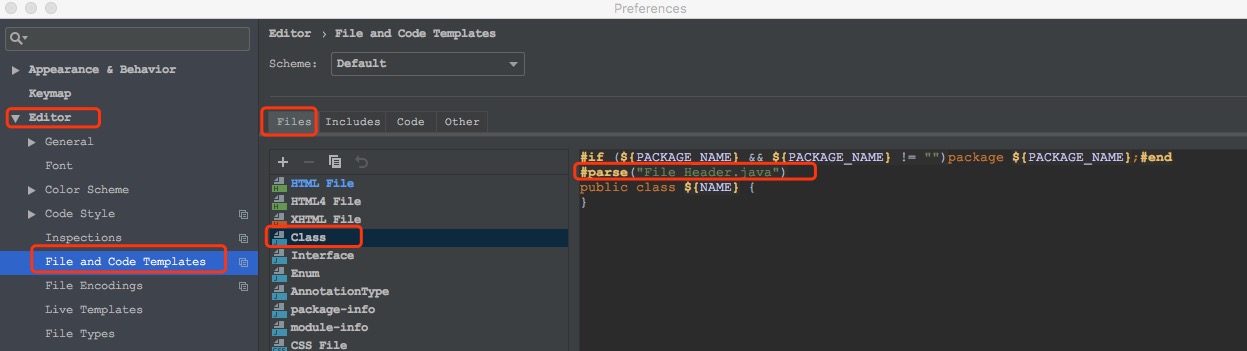 Preferences
Appearance & Behavior
Keymap
Editor
General
Font
Color Scheme
Code Style
Inspections
File and Code Templates
File Encodings
Live Templates
File Types
Editor › File and Code Templates
Scheme: Default
Files Includes Code Other
HTML File
HTML4 File
XHTML File
Class
Interface
Enum
AnnotationType
package-info
module-info
CSS File
#if (${PACKAGE_NAME} && ${PACKAGE_NAME} != "")package ${PACKAGE_NAME};#end
#parse("File Header.java")
public class ${NAME} {
}